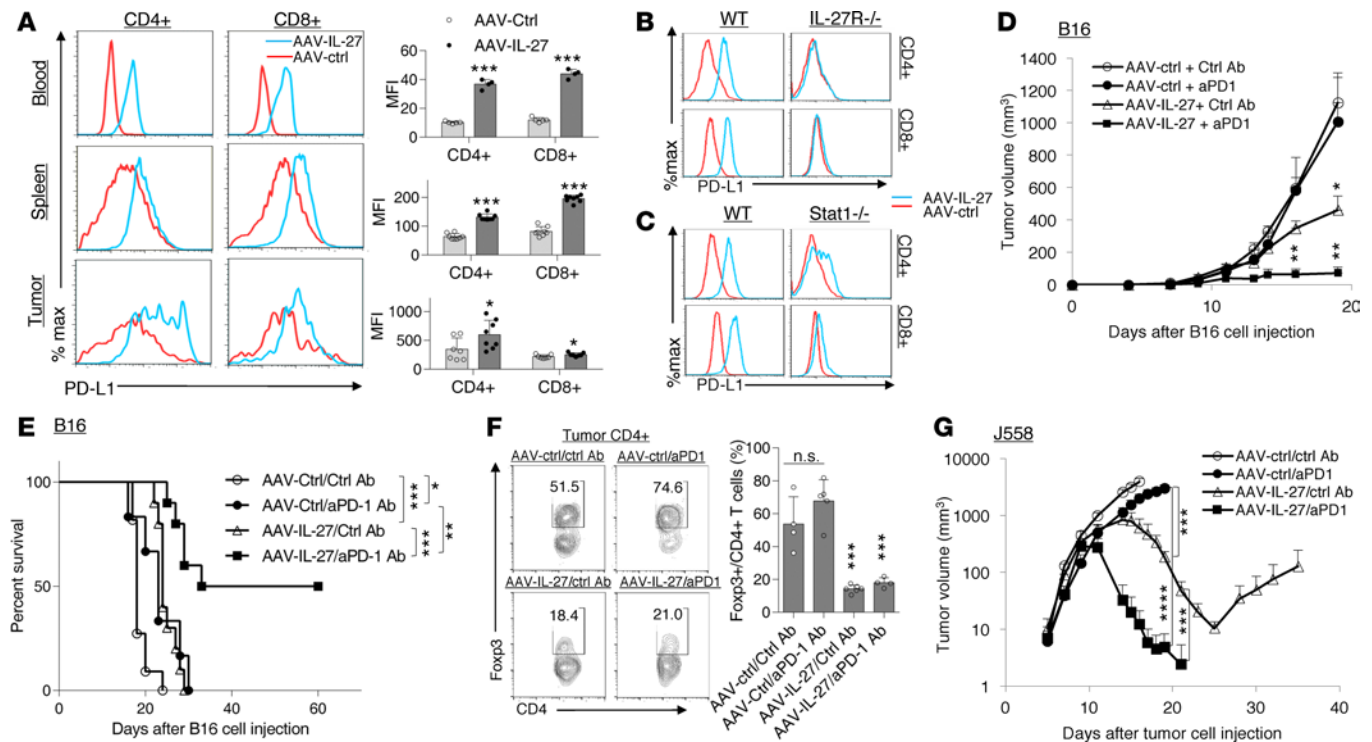 A
CD4+
CD8+
AAV-IL-27
AAV-ctrl
Blood
Spleen
Tumor
% max
PD-L1
AAV-Ctrl
AAV-IL-27
60
40
20
0
MFI
***
***
CD4+
CD8+
200
100
0
MFI
***
***
CD4+
CD8+
1000
500
0
MFI
*
*
CD4+
CD8+
B
WT
IL-27R-/-
CD4+
CD8+
%max
PD-L1
AAV-IL-27
AAV-ctrl
C
WT
Stat1-/-
CD4+
CD8+
%max
PD-L1
D
B16
AAV-ctrl + Ctrl Ab
AAV-ctrl + aPD1
AAV-IL-27+ Ctrl Ab
AAV-IL-27 + aPD1
Tumor volume (mm³)
1400
1200
1000
800
600
400
200
0
*
**
**
0
10
20
Days after B16 cell injection
E
B16
AAV-Ctrl/Ctrl Ab
AAV-Ctrl/aPD-1 Ab
AAV-IL-27/Ctrl Ab
AAV-IL-27/aPD-1 Ab
***
*
***
**
Percent survival
100
50
0
0
20
40
60
Days after B16 cell injection
F
Tumor CD4+
AAV-ctrl/ctrl Ab
AAV-ctrl/aPD1
51.5
74.6
AAV-IL-27/ctrl Ab
AAV-IL-27/aPD1
18.4
21.0
Foxp3
CD4
Foxp3+/CD4+ T cells (%)
100
80
60
40
20
0
n.s.
***
***
AAV-ctrl/Ctrl Ab
AAV-Ctrl/aPD-1 Ab
AAV-IL-27/Ctrl Ab
AAV-IL-27/aPD-1 Ab
G
J558
AAV-ctrl/ctrl Ab
AAV-ctrl/aPD1
AAV-IL-27/ctrl Ab
AAV-IL-27/aPD1
Tumor volume (mm³)
10000
1000
100
10
1
***
****
***
0
10
20
30
40
Days after tumor cell injection